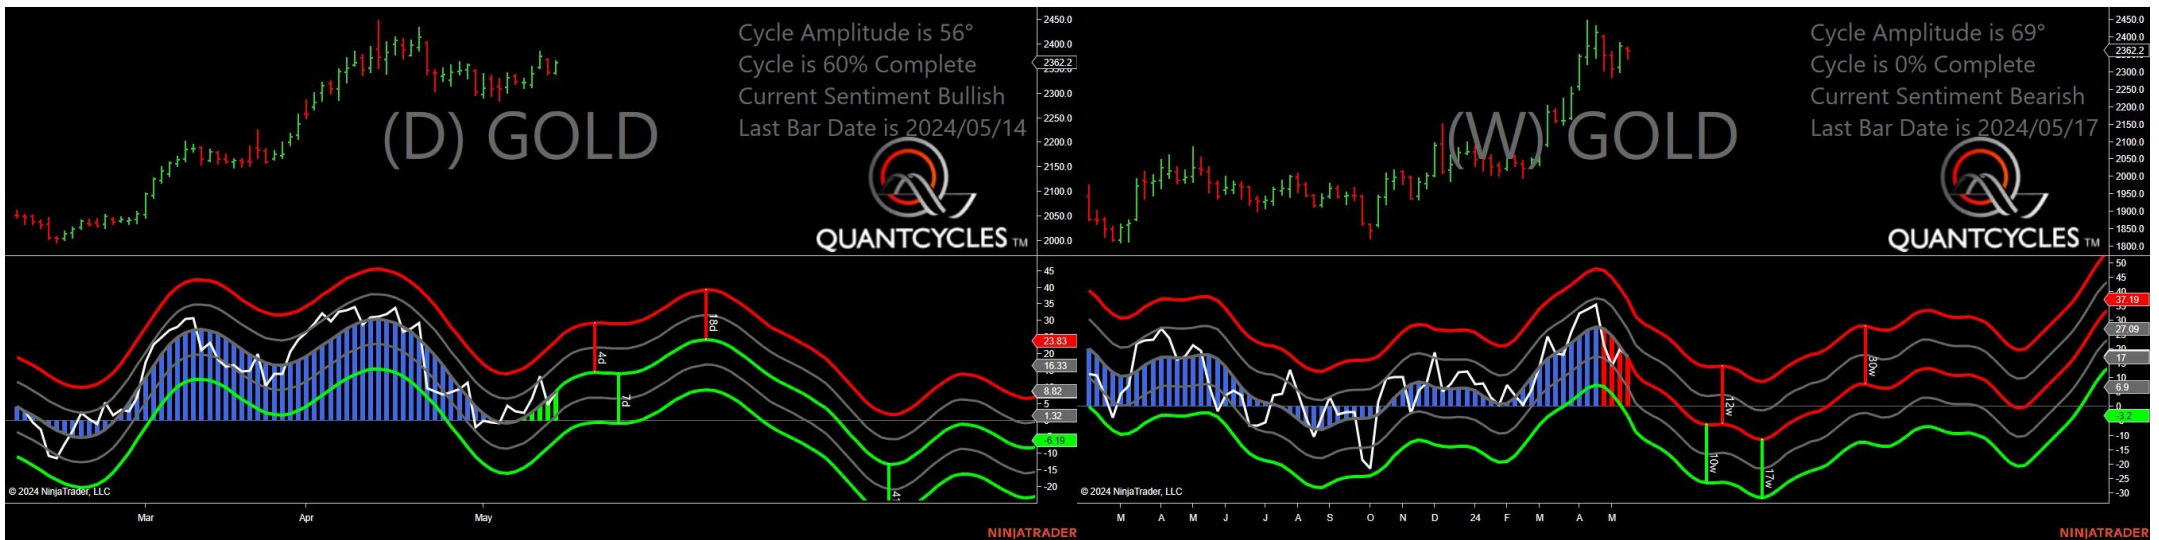 Cycle Amplitude is 56°
Cycle is 60% Complete
Current Sentiment Bullish
Last Bar Date is 2024/05/14
(D) GOLD
QUANTCYCLES TM
2450.0
2400.0
2362.2
2300.0
2250.0
2200.0
2150.0
2100.0
2050.0
2000.0
45
40
35
30
23.83
20
16.33
8.82
5
1.32
-6.19
-10
-15
-20
4d
7d
18d
© 2024 NinjaTrader, LLC
Mar
Apr
May
NINJATRADER
Cycle Amplitude is 69°
Cycle is 0% Complete
Current Sentiment Bearish
Last Bar Date is 2024/05/17
(W) GOLD
QUANTCYCLES TM
2450.0
2400.0
2362.2
2300.0
2250.0
2200.0
2150.0
2100.0
2050.0
2000.0
1950.0
1900.0
1850.0
1800.0
50
45
37.19
27.09
17
10
6.9
-3.2
-10
-15
-20
-25
-30
12w
10w
17w
© 2024 NinjaTrader, LLC
M A M J J A S O N D 24 F M A M
NINJATRADER